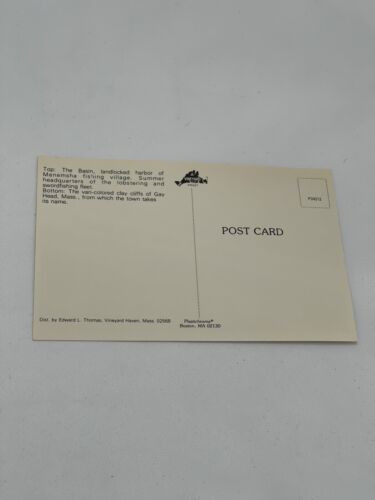 Top: The Basin, landlocked harbor of
Menemsha fishing village. Summer
headquarters of the lobstering and
swordfishing fleet.
Bottom: The vari-colored clay cliffs of Gay
Head, Mass., from which the town takes
its name.
POST CARD
Dist. by Edward L. Thomas, Vineyard Haven, Mass. 02568
Plastichrome®
Boston, MA 02130